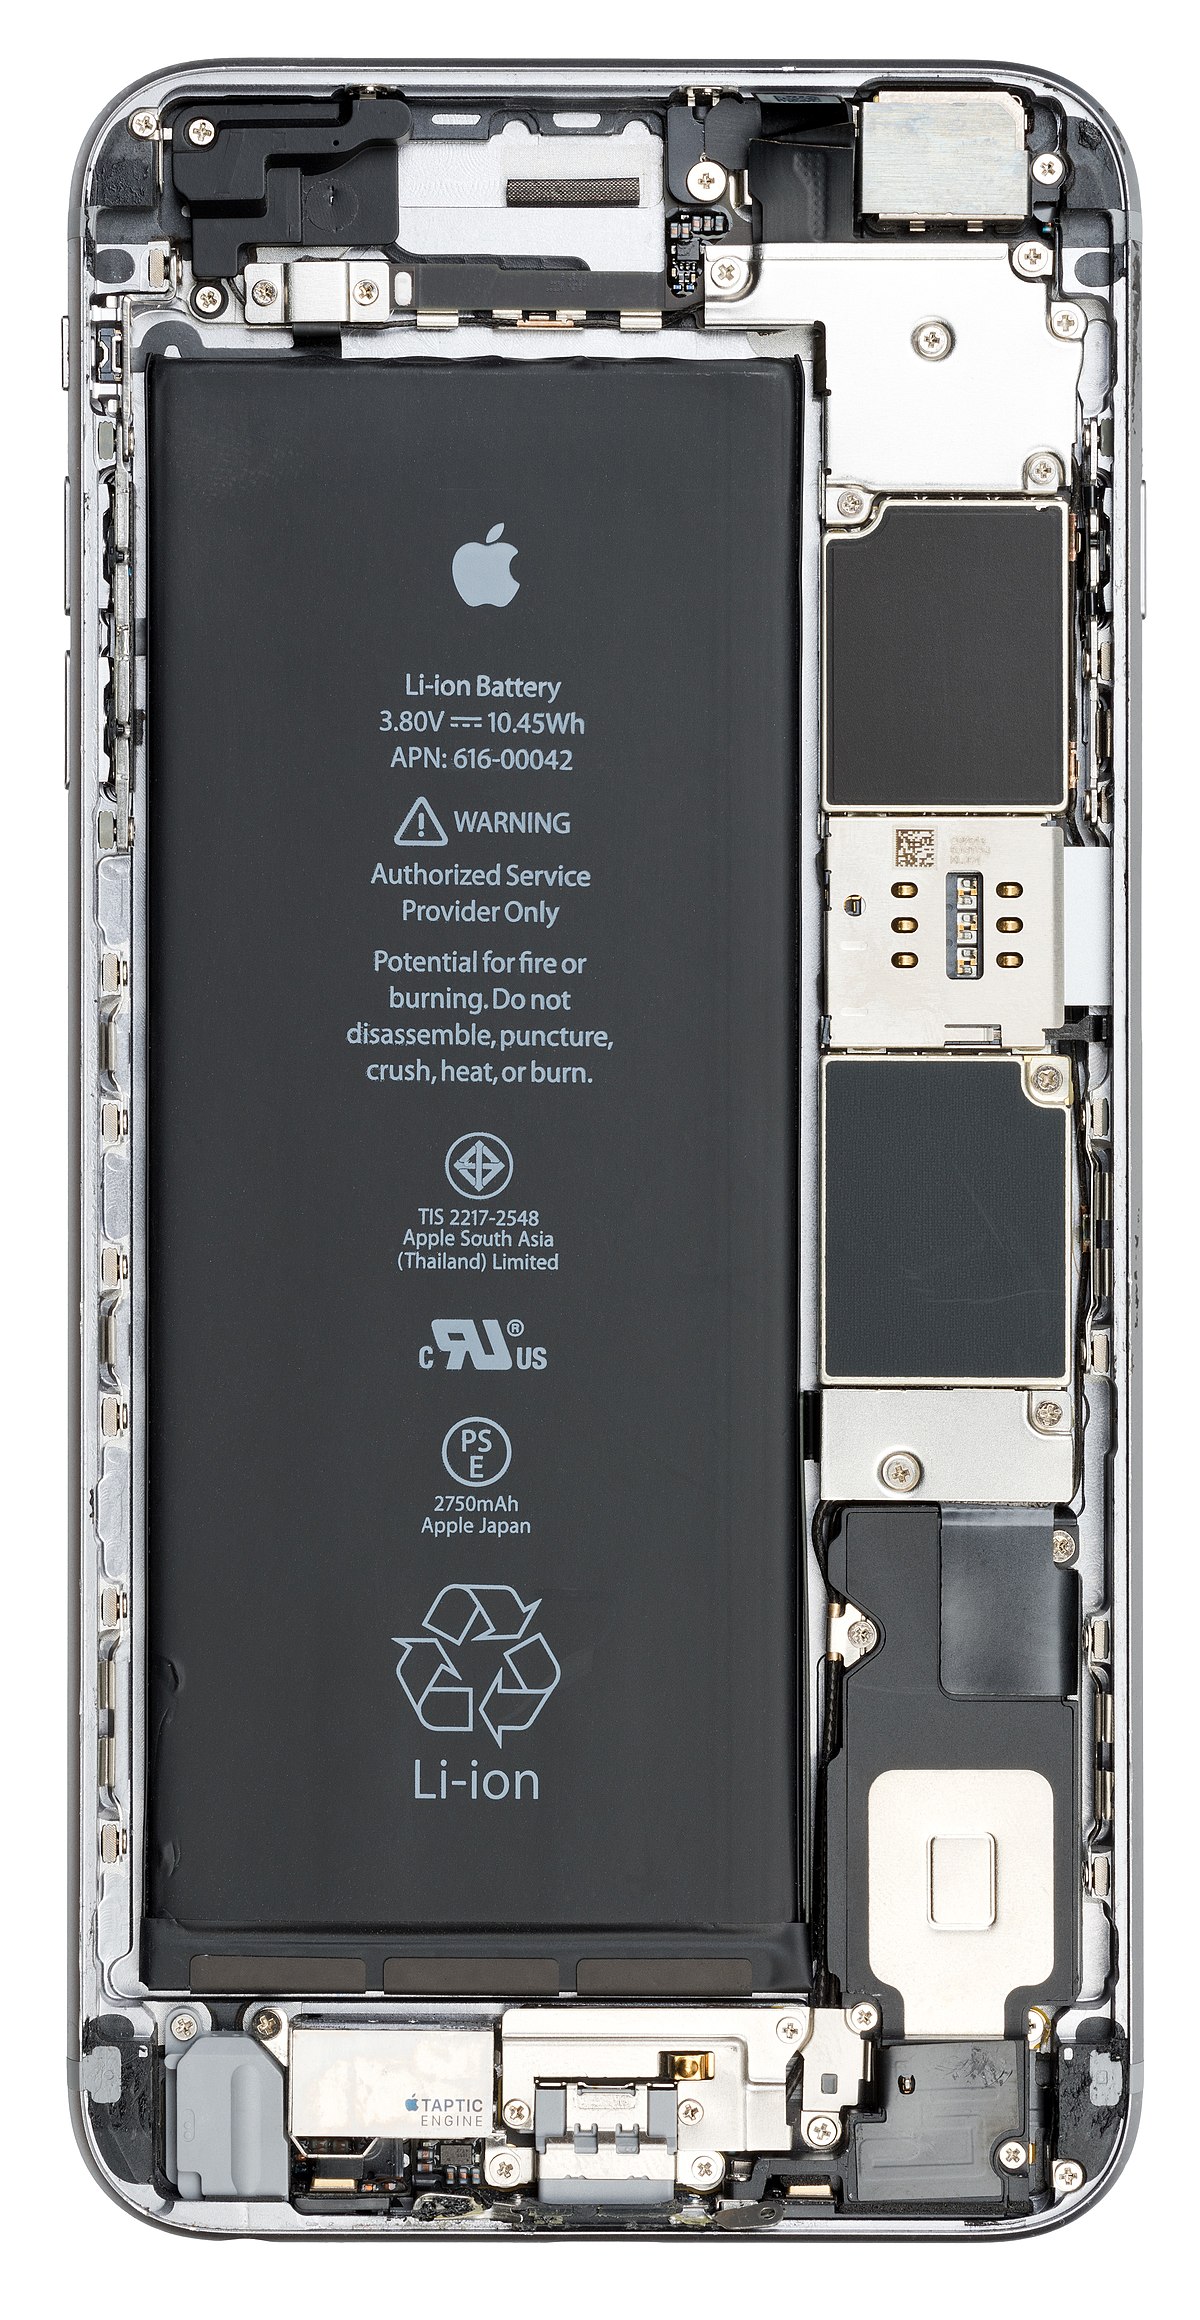 Li-ion Battery
3.80V ⎓ 10.45Wh
APN: 616-00042
WARNING
Authorized Service
Provider Only
Potential for fire or
burning. Do not
disassemble, puncture,
crush, heat, or burn.
TIS 2217-2548
Apple South Asia
(Thailand) Limited
c RU® US
PS
E
2750mAh
Apple Japan
Li-ion
TAPTIC
ENGINE